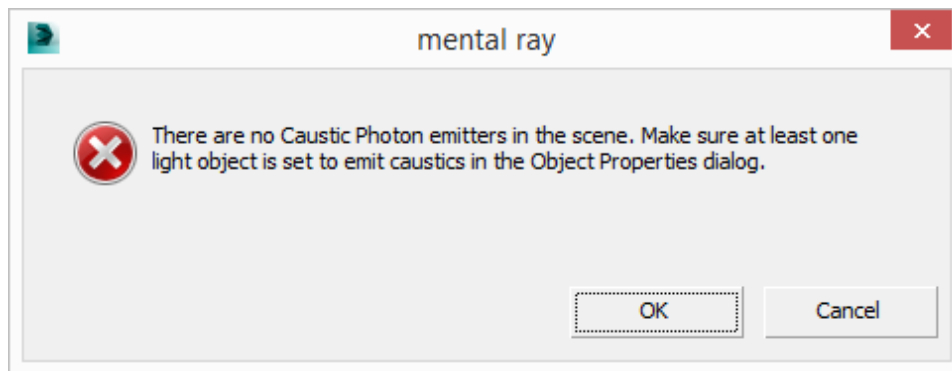 mental ray
There are no Caustic Photon emitters in the scene. Make sure at least one
light object is set to emit caustics in the Object Properties dialog.
OK
Cancel